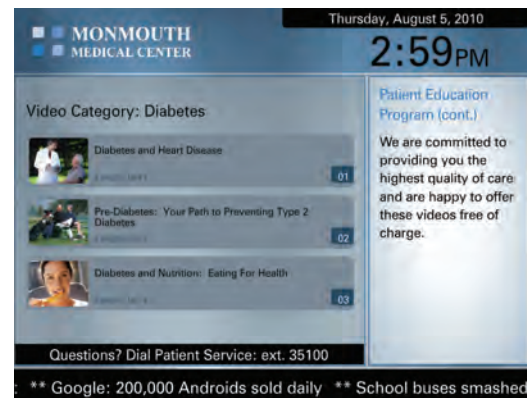 MONMOUTH
MEDICAL CENTER
Thursday, August 5, 2010
2:59PM
Video Category: Diabetes
Diabetes and Heart Disease
01
Pre-Diabetes: Your Path to Preventing Type 2
Diabetes
02
Diabetes and Nutrition: Eating For Health
03
Questions? Dial Patient Service: ext. 35100
Patient Education
Program (cont.)
We are committed to
providing you the
highest quality of care
and are happy to offer
these videos free of
charge.
** Google: 200,000 Androids sold daily ** School buses smashed